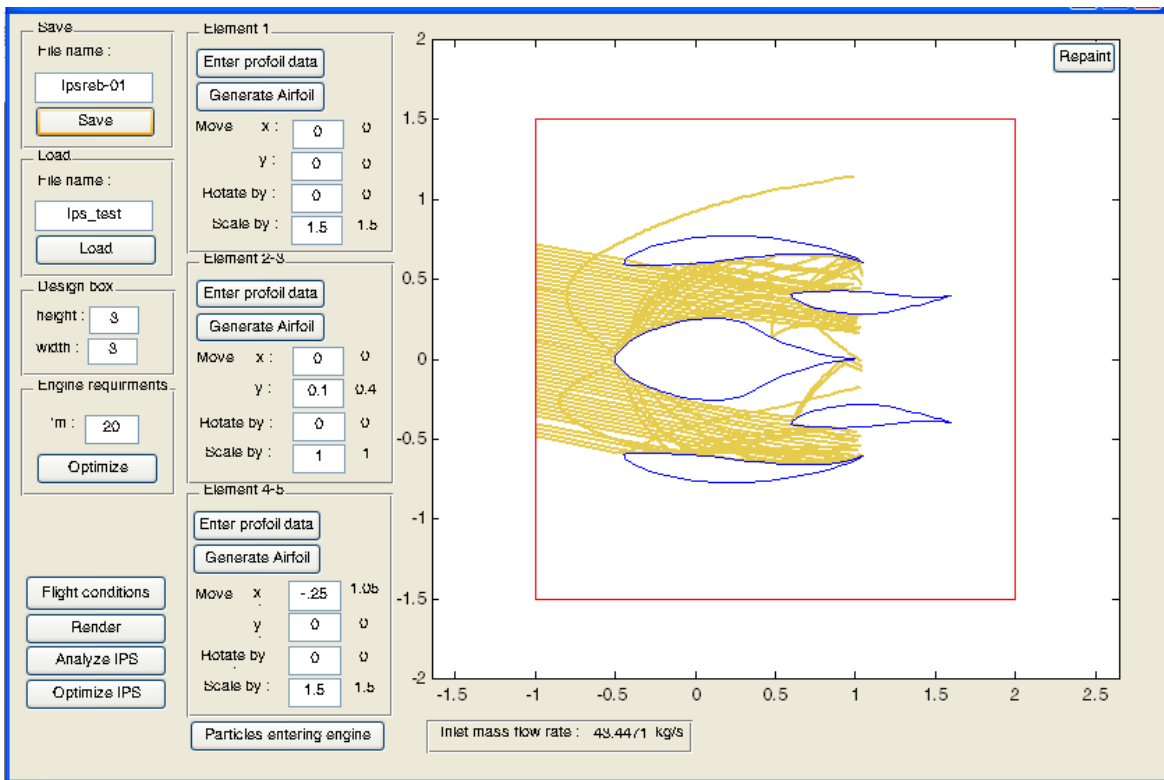 Save
File name :
Ipsreb-01
Save
Load
File name :
Ips_test
Load
Design box
height : 3
width : 3
Engine requirments
'm : 20
Optimize
Flight conditions
Render
Analyze IPS
Optimize IPS
Element 1
Enter profoil data
Generate Airfoil
Move x : 0 0
y : 0 0
Rotate by : 0 0
Scale by : 1.5 1.5
Element 2-3
Enter profoil data
Generate Airfoil
Move x : 0 0
y : 0.1 0.4
Rotate by : 0 0
Scale by : 1 1
Element 4-5
Enter profoil data
Generate Airfoil
Move x : -.25 1.05
y : 0 0
Rotate by 0 0
Scale by : 1.5 1.5
Particles entering engine
Repaint
2
1.5
1
0.5
0
-0.5
-1
-1.5
-2
-1.5 -1 -0.5 0 0.5 1 1.5 2 2.5
Inlet mass flow rate : 43.4471 kg/s